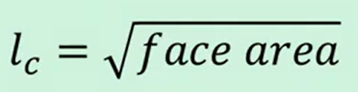 l_c = √face area